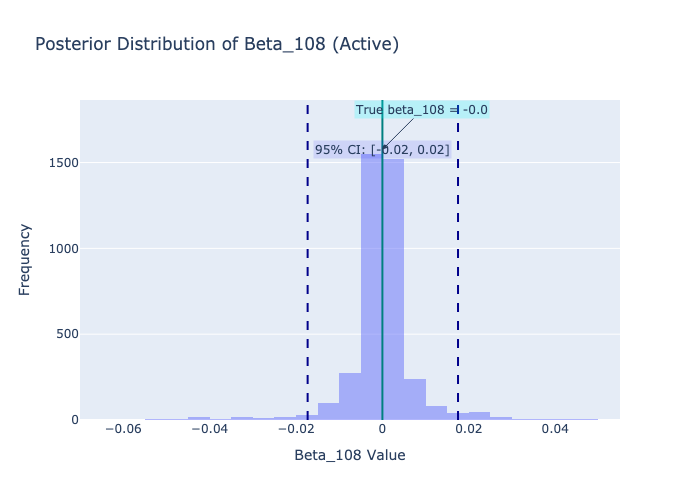 Posterior Distribution of Beta_108 (Active)
True beta_108 = -0.0
95% CI: [-0.02, 0.02]
1500
1000
500
0
Frequency
−0.06
−0.04
−0.02
0
0.02
0.04
Beta_108 Value